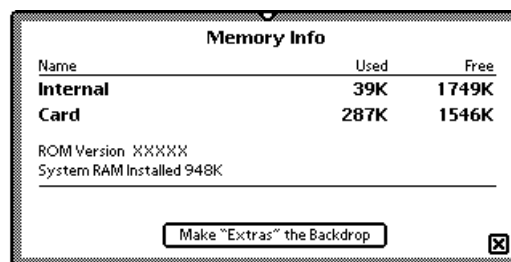 Memory Info
Name Used Free
Internal 39K 1749K
Card 287K 1546K
ROM Version XXXXX
System RAM Installed 948K
Make "Extras" the Backdrop